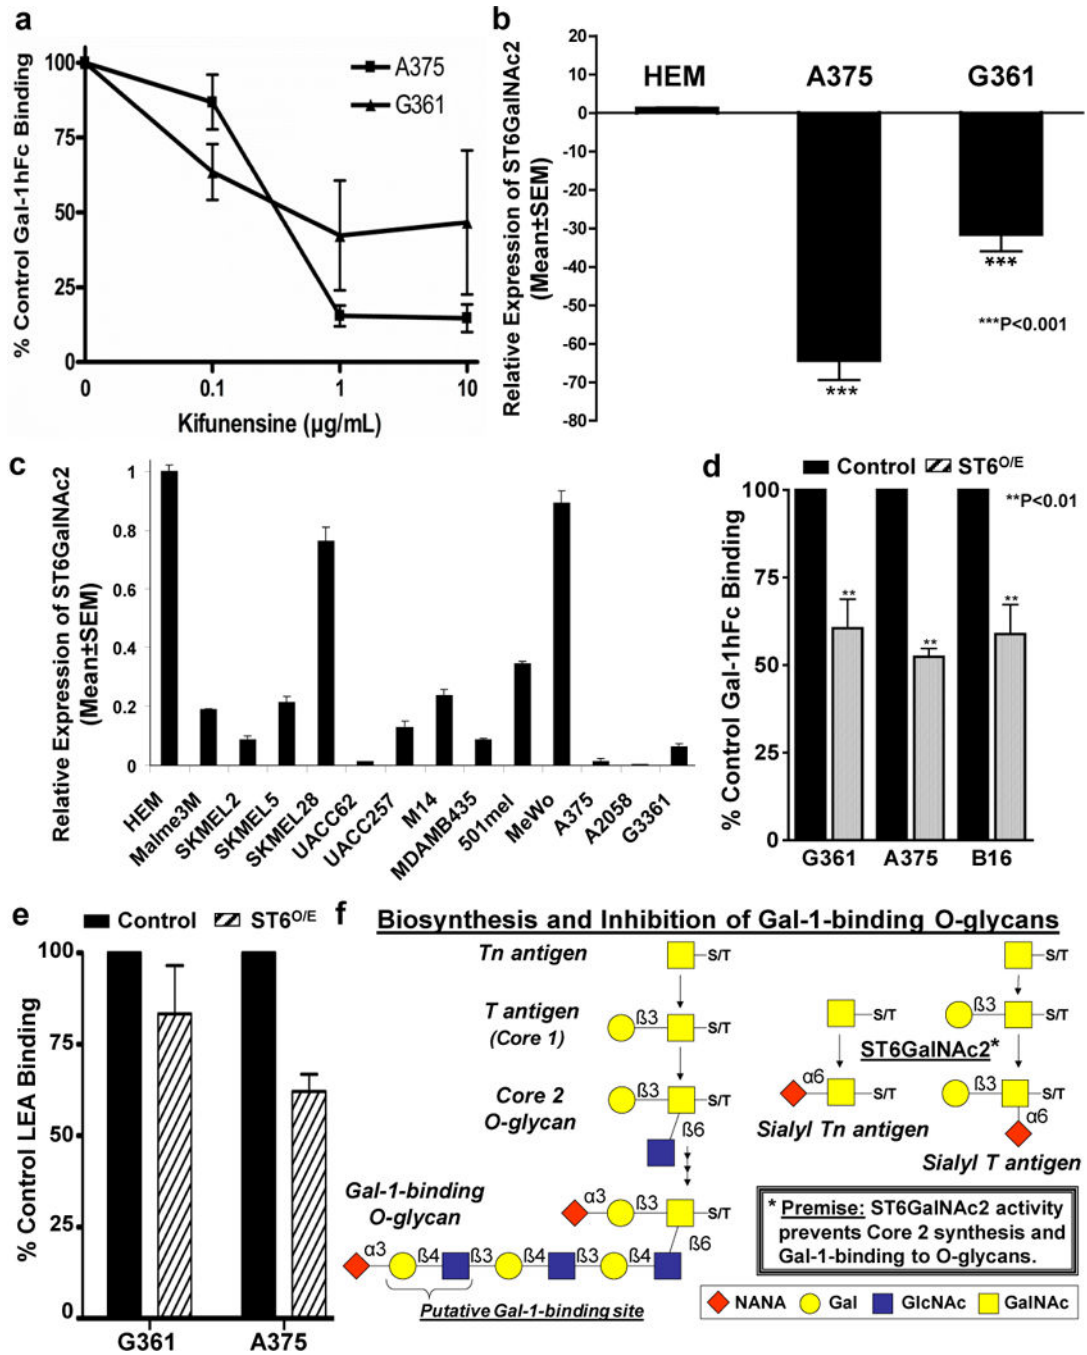 a
% Control Gal-1hFc Binding
100
75
50
25
0
A375
G361
0
0.1
1
10
Kifunensine (µg/mL)
b
Relative Expression of ST6GalNAc2
(Mean±SEM)
20
10
0
-10
-20
-30
-40
-50
-60
-70
-80
HEM
A375
G361
***
***
***P<0.001
c
Relative Expression of ST6GalNAc2
(Mean±SEM)
1
0.8
0.6
0.4
0.2
0
HEM
Malme3M
SKMEL2
SKMEL5
SKMEL28
UACC62
UACC257
M14
MDAMB435
501mel
MeWo
A375
A2058
G3361
d
Control
ST6O/E
% Control Gal-1hFc Binding
100
75
50
25
0
**P<0.01
**
**
**
G361
A375
B16
e
Control
ST6O/E
% Control LEA Binding
100
75
50
25
0
G361
A375
f
Biosynthesis and Inhibition of Gal-1-binding O-glycans
Tn antigen
S/T
T antigen
(Core 1)
ß3
S/T
Core 2
O-glycan
ß3
S/T
ß6
Gal-1-binding
O-glycan
α3
ß3
S/T
ß6
α3
ß4
ß3
ß4
ß3
ß4
Putative Gal-1-binding site
S/T
S/T
ß3
S/T
ST6GalNAc2*
α6
S/T
ß3
S/T
α6
Sialyl Tn antigen
Sialyl T antigen
* Premise: ST6GalNAc2 activity
prevents Core 2 synthesis and
Gal-1-binding to O-glycans.
NANA
Gal
GlcNAc
GalNAc